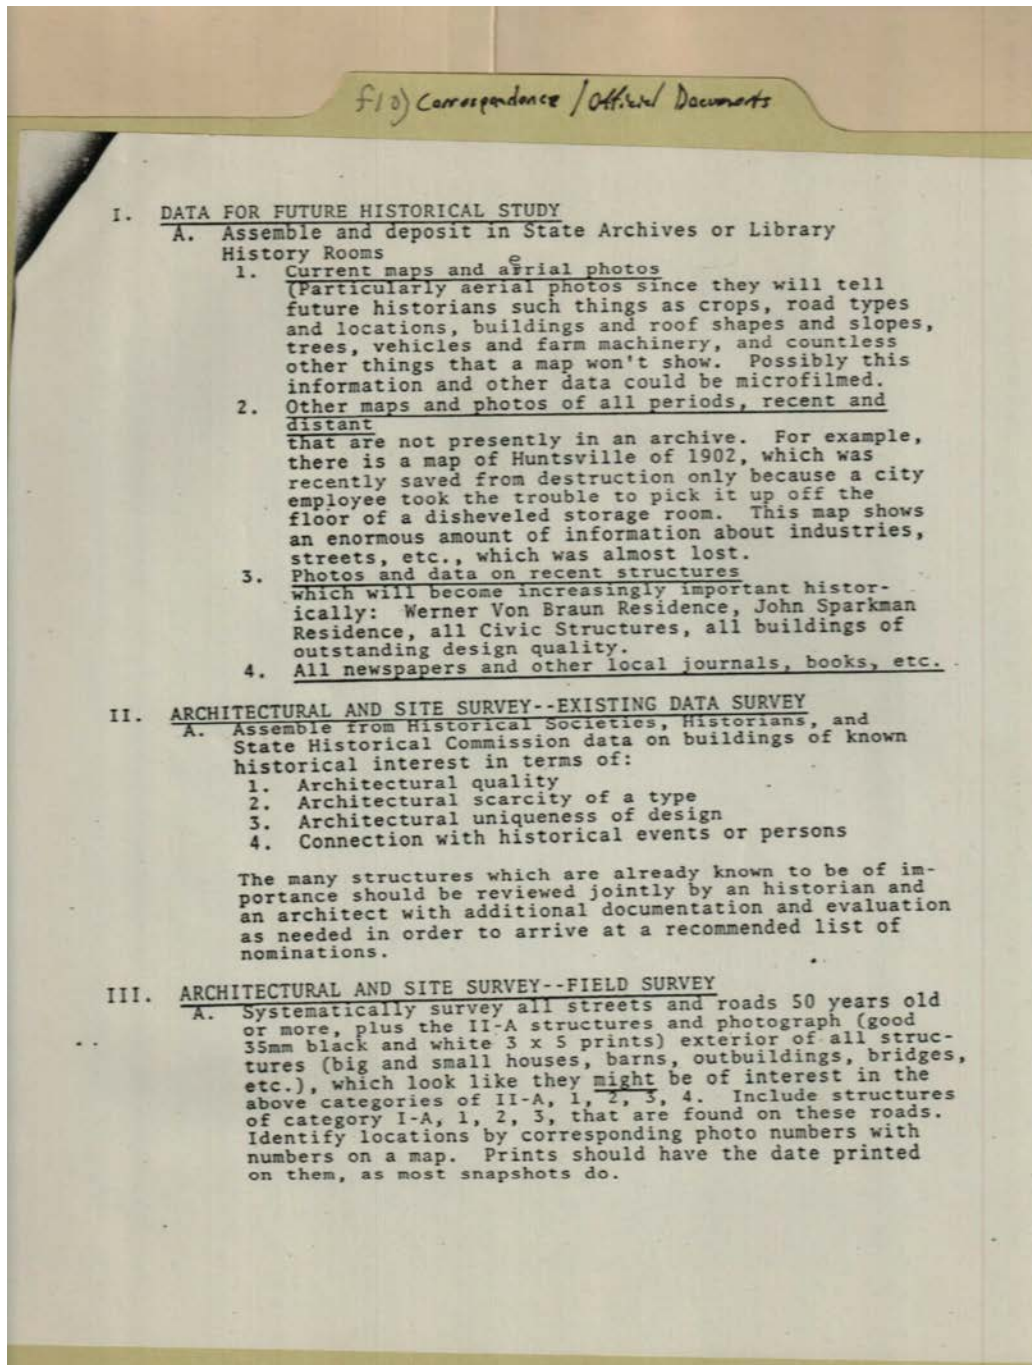 f10) Correspondence / Official Documents
I. DATA FOR FUTURE HISTORICAL STUDY
A. Assemble and deposit in State Archives or Library
History Rooms
1. Current maps and aerial photos
(Particularly aerial photos since they will tell
future historians such things as crops, road types
and locations, buildings and roof shapes and slopes,
trees, vehicles and farm machinery, and countless
other things that a map won't show. Possibly this
information and other data could be microfilmed.
2. Other maps and photos of all periods, recent and
distant
that are not presently in an archive. For example,
there is a map of Huntsville of 1902, which was
recently saved from destruction only because a city
employee took the trouble to pick it up off the
floor of a disheveled storage room. This map shows
an enormous amount of information about industries,
streets, etc., which was almost lost.
3. Photos and data on recent structures
which will become increasingly important histor-
ically: Werner Von Braun Residence, John Sparkman
Residence, all Civic Structures, all buildings of
outstanding design quality.
4. All newspapers and other local journals, books, etc.
II. ARCHITECTURAL AND SITE SURVEY--EXISTING DATA SURVEY
A. Assemble from Historical Societies, Historians, and
State Historical Commission data on buildings of known
historical interest in terms of:
1. Architectural quality
2. Architectural scarcity of a type
3. Architectural uniqueness of design
4. Connection with historical events or persons
The many structures which are already known to be of im-
portance should be reviewed jointly by an historian and
an architect with additional documentation and evaluation
as needed in order to arrive at a recommended list of
nominations.
III. ARCHITECTURAL AND SITE SURVEY--FIELD SURVEY
A. Systematically survey all streets and roads 50 years old
or more, plus the II-A structures and photograph (good
35mm black and white 3 x 5 prints) exterior of all struc-
tures (big and small houses, barns, outbuildings, bridges,
etc.), which look like they might be of interest in the
above categories of II-A, 1, 2, 3, 4. Include structures
of category I-A, 1, 2, 3, that are found on these roads.
Identify locations by corresponding photo numbers with
numbers on a map. Prints should have the date printed
on them, as most snapshots do.